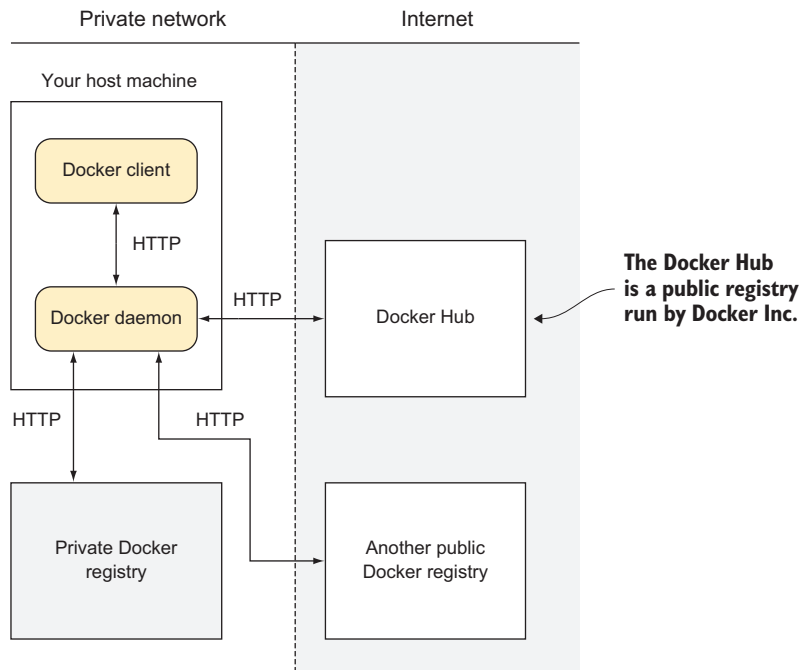 Private network
Internet
Your host machine
Docker client
HTTP
Docker daemon
HTTP
Docker Hub
The Docker Hub
is a public registry
run by Docker Inc.
HTTP
HTTP
Private Docker
registry
Another public
Docker registry